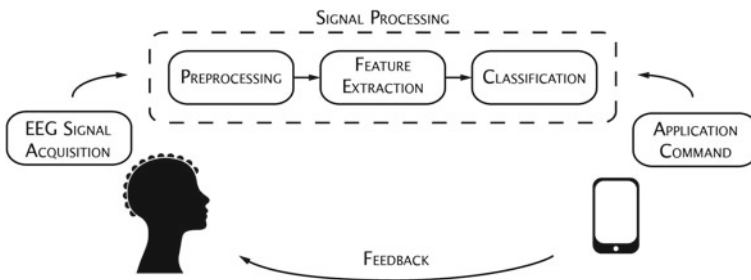 SIGNAL PROCESSING
PREPROCESSING
FEATURE
EXTRACTION
CLASSIFICATION
EEG SIGNAL
ACQUISITION
APPLICATION
COMMAND
FEEDBACK